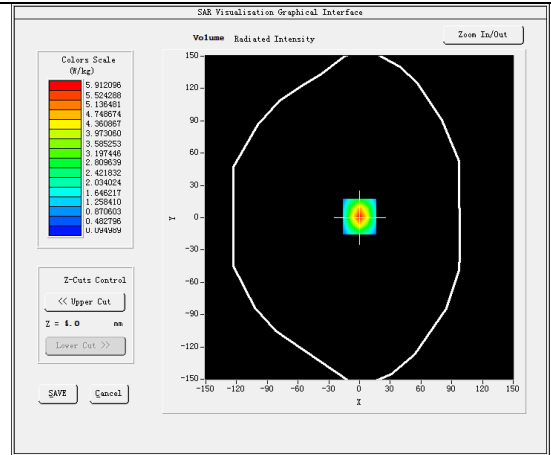 SAR Visualisation Graphical Interface
Volume Radiated Intensity
Zoom In/Out
Colors Scale
(W/kg)
5.912096
5.524288
5.136481
4.748674
4.360867
3.973060
3.585253
3.197446
2.809639
2.421832
2.034024
1.646217
1.258410
0.870603
0.482796
0.094989
Z-Cuts Control
<< Upper Cut
Z = 4.0 mm
Lower Cut >>
SAVE
Cancel
150
120
90
60
30
0
-30
-60
-90
-120
-150
Y
-150 -120 -90 -60 -30 0 30 60 90 120 150
X